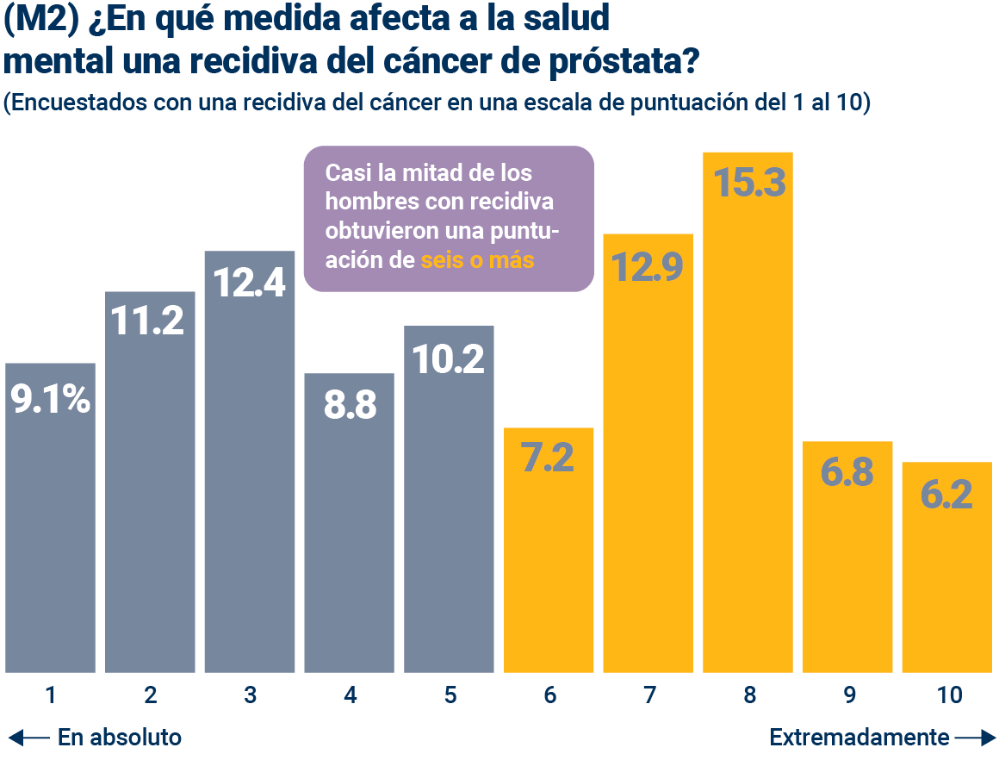 (M2) ¿En qué medida afecta a la salud
mental una recidiva del cáncer de próstata?
(Encuestados con una recidiva del cáncer en una escala de puntuación del 1 al 10)
Casi la mitad de los
hombres con recidiva
obtuvieron una puntu-
ación de seis o más
9.1%
11.2
12.4
8.8
10.2
7.2
12.9
15.3
6.8
6.2
1 2 3 4 5 6 7 8 9 10
En absoluto Extremadamente